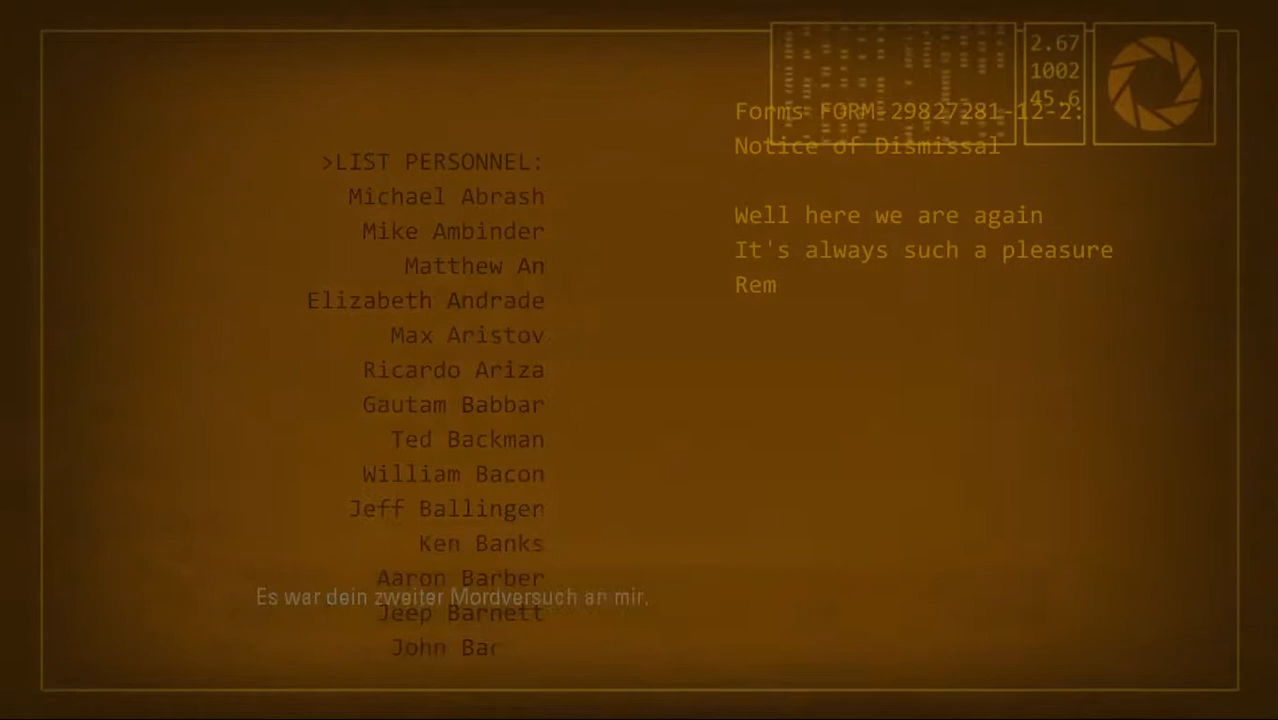 2.67
1002
45.6
Forms FORM-29827281-12-2:
Notice of Dismissal
Well here we are again
It's always such a pleasure
Rem
>LIST PERSONNEL:
Michael Abrash
Mike Ambinder
Matthew An
Elizabeth Andrade
Max Aristov
Ricardo Ariza
Gautam Babbar
Ted Backman
William Bacon
Jeff Ballingen
Ken Banks
Aaron Barber
Es war dein zweiter Mordversuch an mir.
Jeep Barnett
John Bac